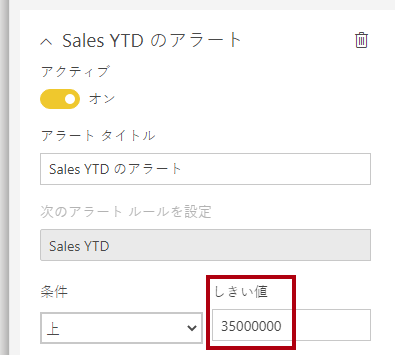 Sales YTD のアラート
アクティブ
オン
アラート タイトル
Sales YTD のアラート
次のアラート ルールを設定
Sales YTD
条件 しきい値
上 35000000